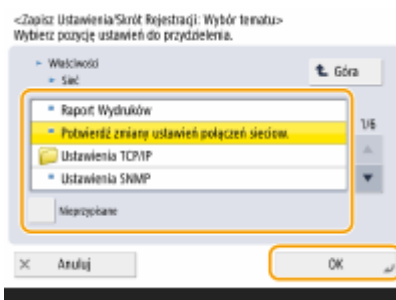 <Zapisz Ustawienia/Skrót Rejestracji: Wybór tematu>
Wybierz pozycję ustawień do przydzielenia.
Właściwości
Sieć
Góra
Raport Wydruków
1/6
Potwierdź zmiany ustawień połączeń sieciow.
Ustawienia TCP/IP
Ustawienia SNMP
Nieprzypisane
Anuluj
OK